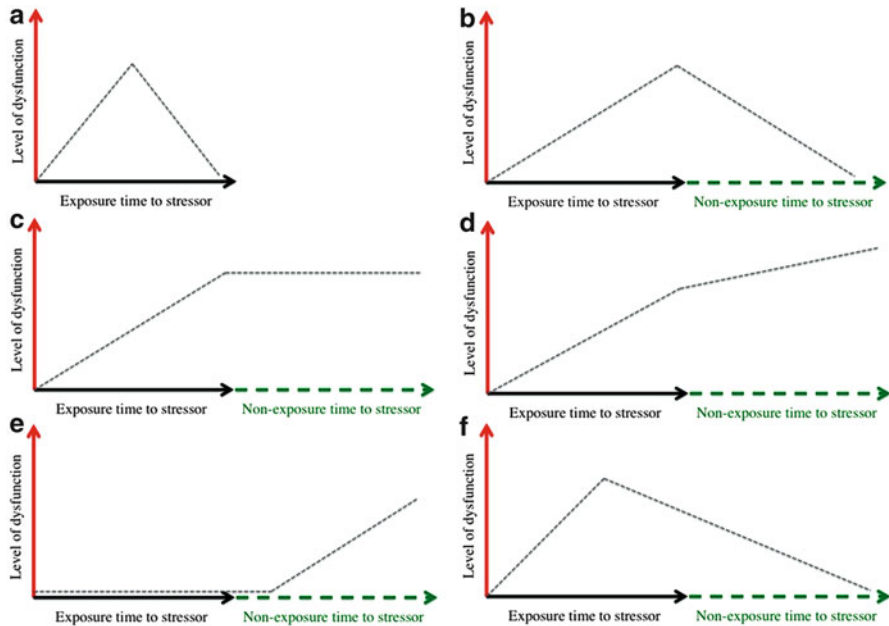 a
Level of dysfunction
Exposure time to stressor
b
Level of dysfunction
Exposure time to stressor
Non-exposure time to stressor
c
Level of dysfunction
Exposure time to stressor
Non-exposure time to stressor
d
Level of dysfunction
Exposure time to stressor
Non-exposure time to stressor
e
Level of dysfunction
Exposure time to stressor
Non-exposure time to stressor
f
Level of dysfunction
Exposure time to stressor
Non-exposure time to stressor